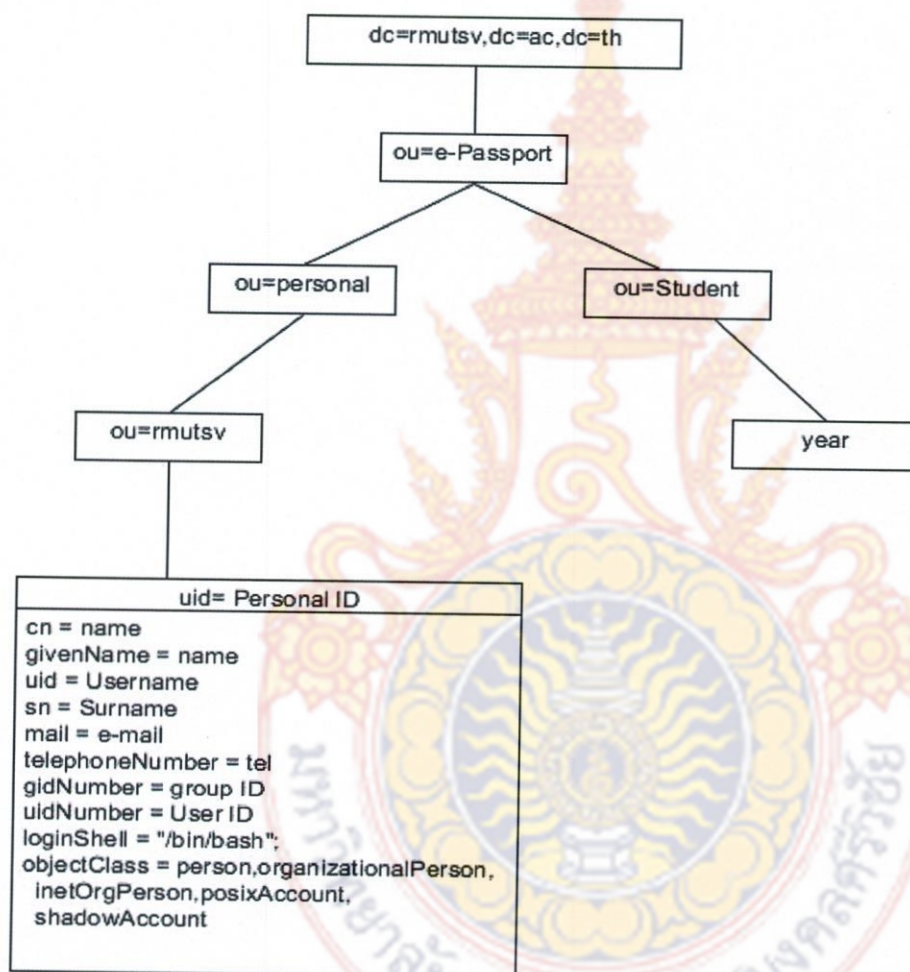 dc=rmutsv,dc=ac,dc=th
ou=e-Passport
ou=personal
ou=Student
ou=rmutsv
year
uid= Personal ID
cn = name
givenName = name
uid = Username
sn = Surname
mail = e-mail
telephoneNumber = tel
gidNumber = group ID
uidNumber = User ID
loginShell = "/bin/bash";
objectClass = person,organizationalPerson,
inetOrgPerson,posixAccount,
shadowAccount